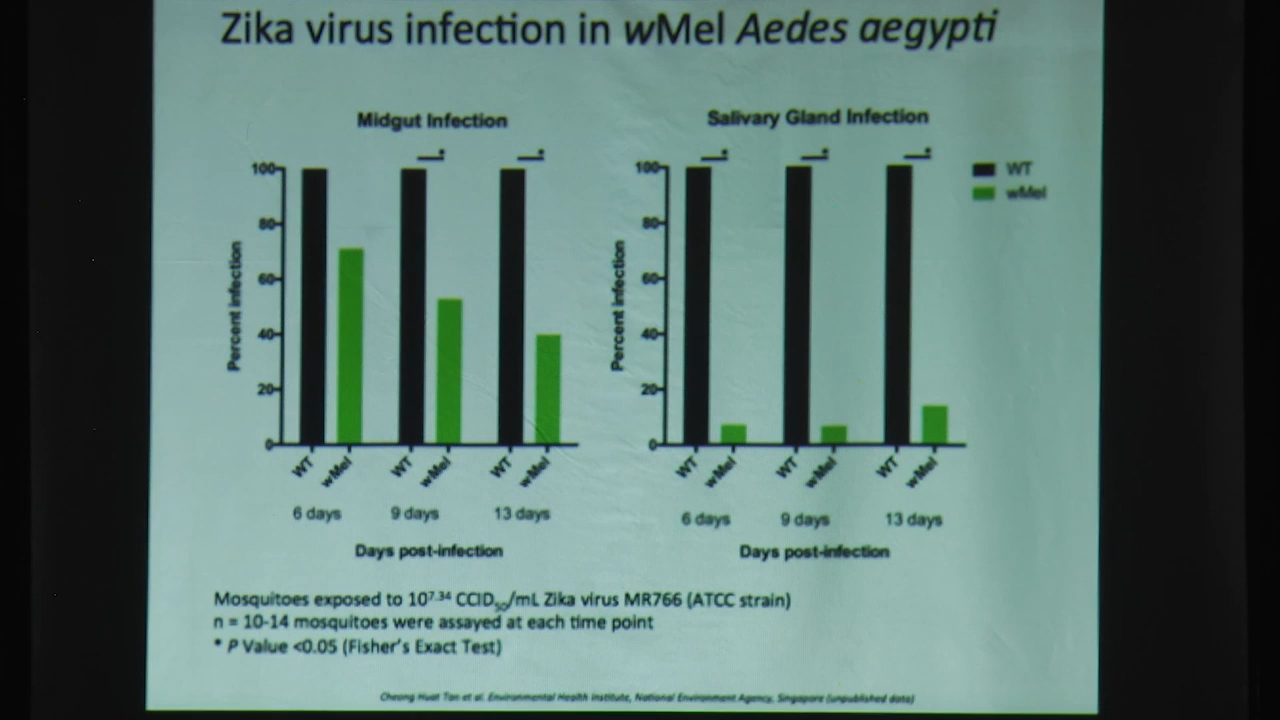 Zika virus infection in wMel Aedes aegypti
Midgut Infection
Percent infection
100
80
60
40
20
0
WT wMel WT wMel WT wMel
6 days 9 days 13 days
Days post-infection
Salivary Gland Infection
Percent infection
100
80
60
40
20
0
WT wMel WT wMel WT wMel
6 days 9 days 13 days
Days post-infection
WT
wMel
Mosquitoes exposed to 10⁷·³⁴ CCID₅₀/mL Zika virus MR766 (ATCC strain)
n = 10-14 mosquitoes were assayed at each time point
* P Value <0.05 (Fisher's Exact Test)
Cheong Huat Tan et al. Environmental Health Institute, National Environment Agency, Singapore (unpublished data)